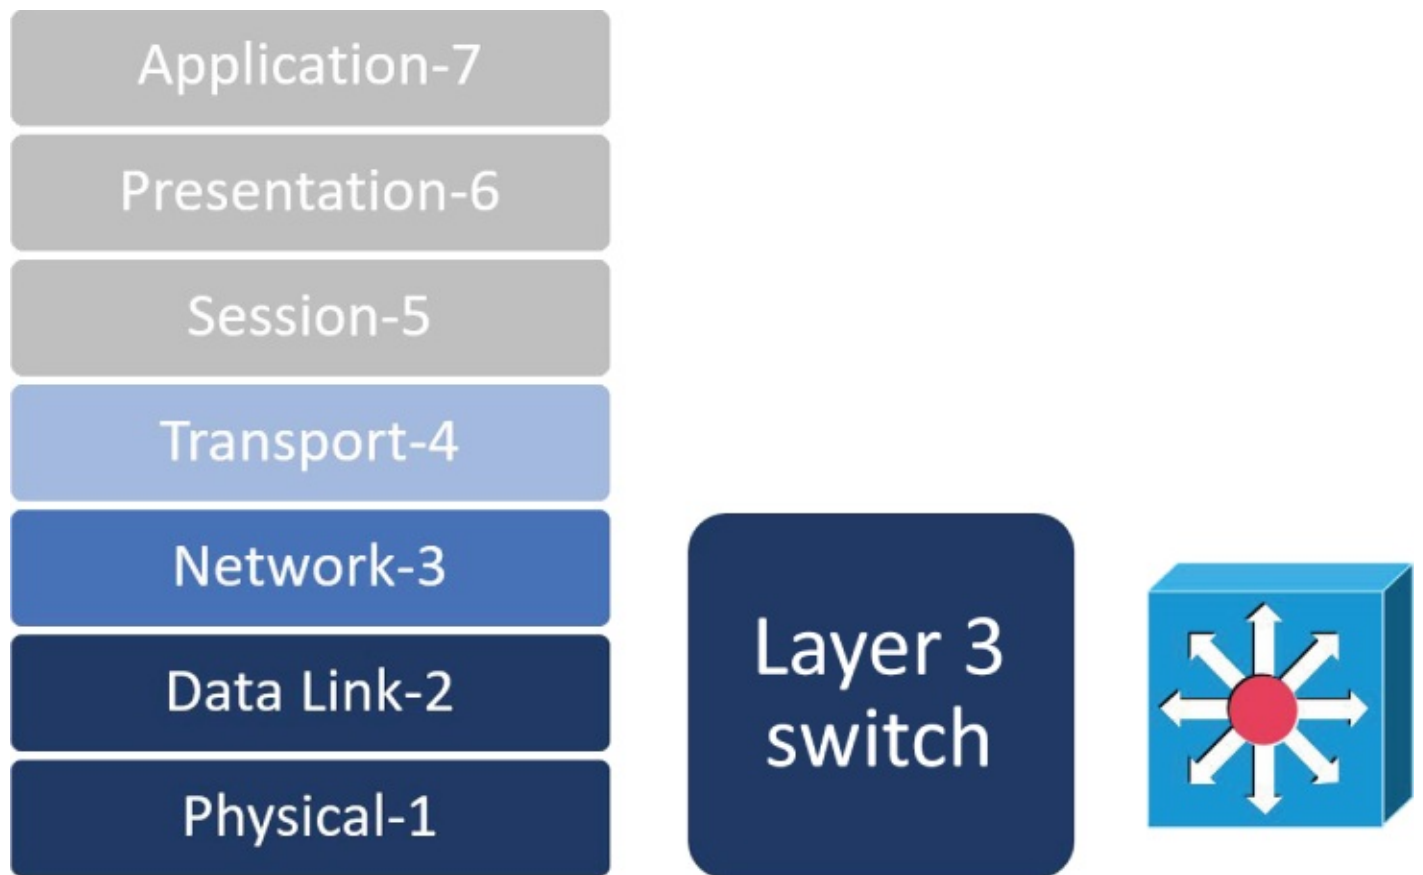 Application-7
Presentation-6
Session-5
Transport-4
Network-3
Data Link-2
Physical-1
Layer 3
switch